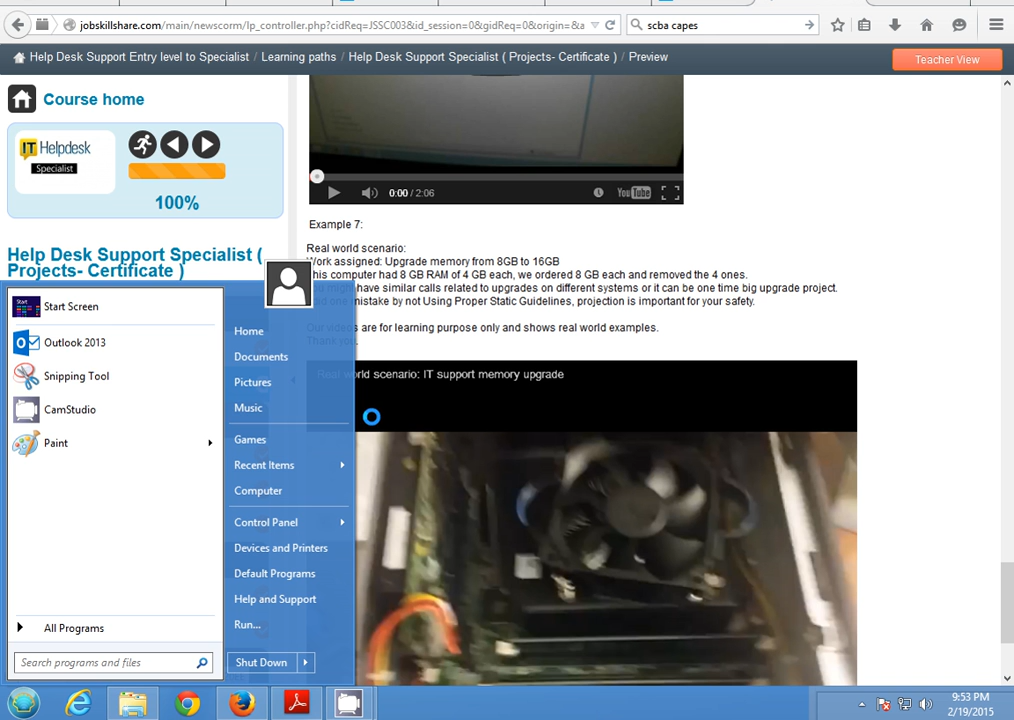 jobskillshare.com/main/newscorm/lp_controller.php?cidReq=JSSC003&id_session=0&gidReq=0&origin=&a
scba capes
Help Desk Support Entry level to Specialist / Learning paths / Help Desk Support Specialist ( Projects- Certificate ) / Preview
Teacher View
Course home
IT Helpdesk
Specialist
100%
Help Desk Support Specialist (
Projects- Certificate )
0:00 / 2:06
YouTube
Example 7:
Real world scenario:
Work assigned: Upgrade memory from 8GB to 16GB
his computer had 8 GB RAM of 4 GB each, we ordered 8 GB each and removed the 4 ones.
might have similar calls related to upgrades on different systems or it can be one time big upgrade project.
one mistake by not Using Proper Static Guidelines, projection is important for your safety.
Our videos are for learning purpose only and shows real world examples.
Thank you.
Real world scenario: IT support memory upgrade
Start
Start Screen
Outlook 2013
Snipping Tool
CamStudio
Paint
All Programs
Search programs and files
Home
Documents
Pictures
Music
Games
Recent Items
Computer
Control Panel
Devices and Printers
Default Programs
Help and Support
Run...
Shut Down
9:53 PM
2/19/2015